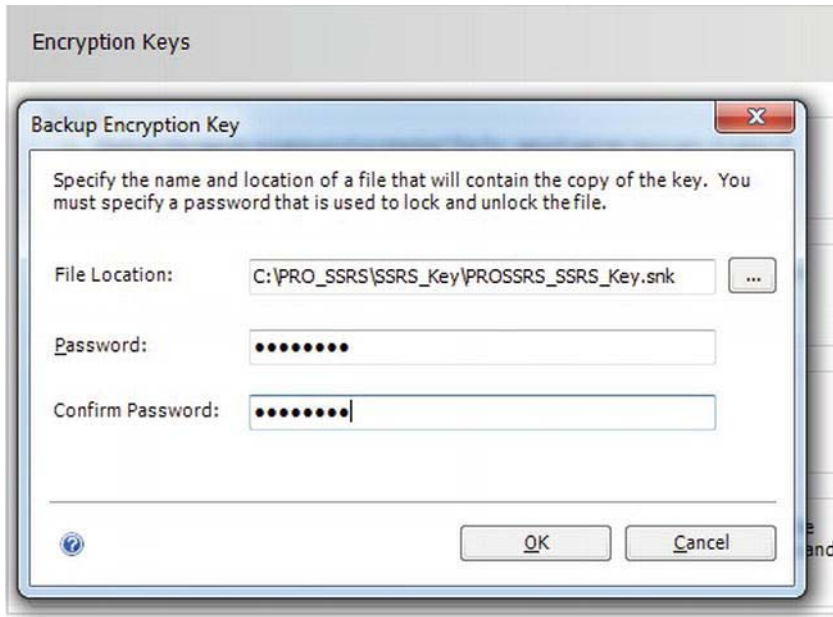 Encryption Keys
Backup Encryption Key
Specify the name and location of a file that will contain the copy of the key. You
must specify a password that is used to lock and unlock the file.
File Location: C:\PRO_SSRS\SSRS_Key\PROSSRS_SSRS_Key.snk ...
Password: ●●●●●●●●
Confirm Password: ●●●●●●●●
OK Cancel
and